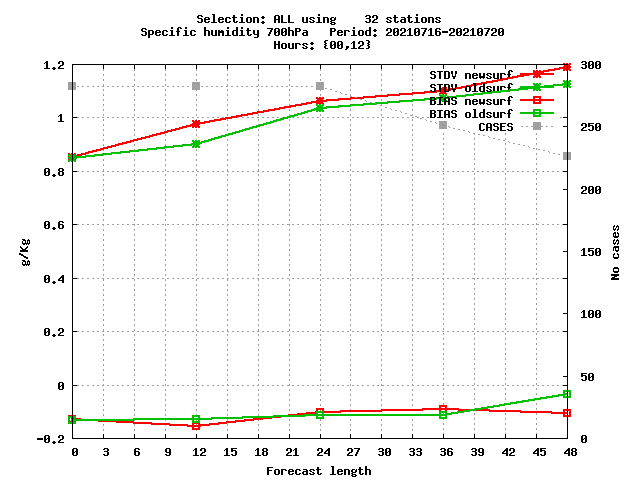 Selection: ALL using    32 stations
Specific humidity 700hPa   Period: 20210716-20210720
Hours: {00,12}
STDV newsurf
STDV oldsurf
BIAS newsurf
BIAS oldsurf
CASES
1.2
1
0.8
0.6
0.4
0.2
0
-0.2
g/Kg
300
250
200
150
100
50
0
No cases
0 3 6 9 12 15 18 21 24 27 30 33 36 39 42 45 48
Forecast length